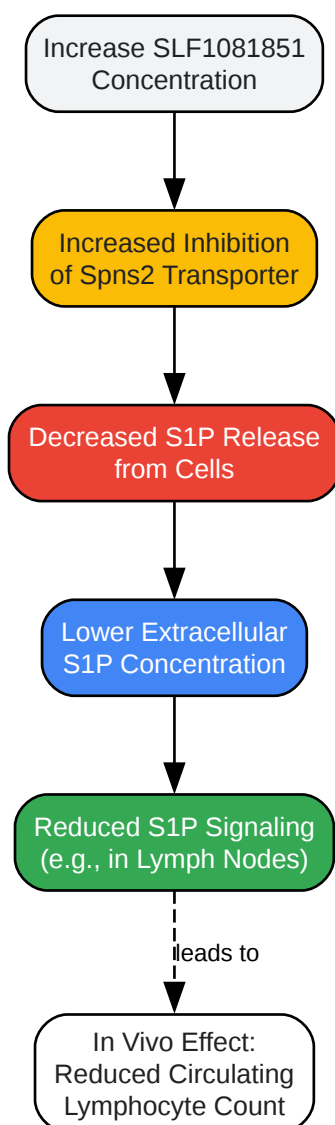 Increase SLF1081851
Concentration
Increased Inhibition
of Spns2 Transporter
Decreased S1P Release
from Cells
Lower Extracellular
S1P Concentration
Reduced S1P Signaling
(e.g., in Lymph Nodes)
leads to
In Vivo Effect:
Reduced Circulating
Lymphocyte Count